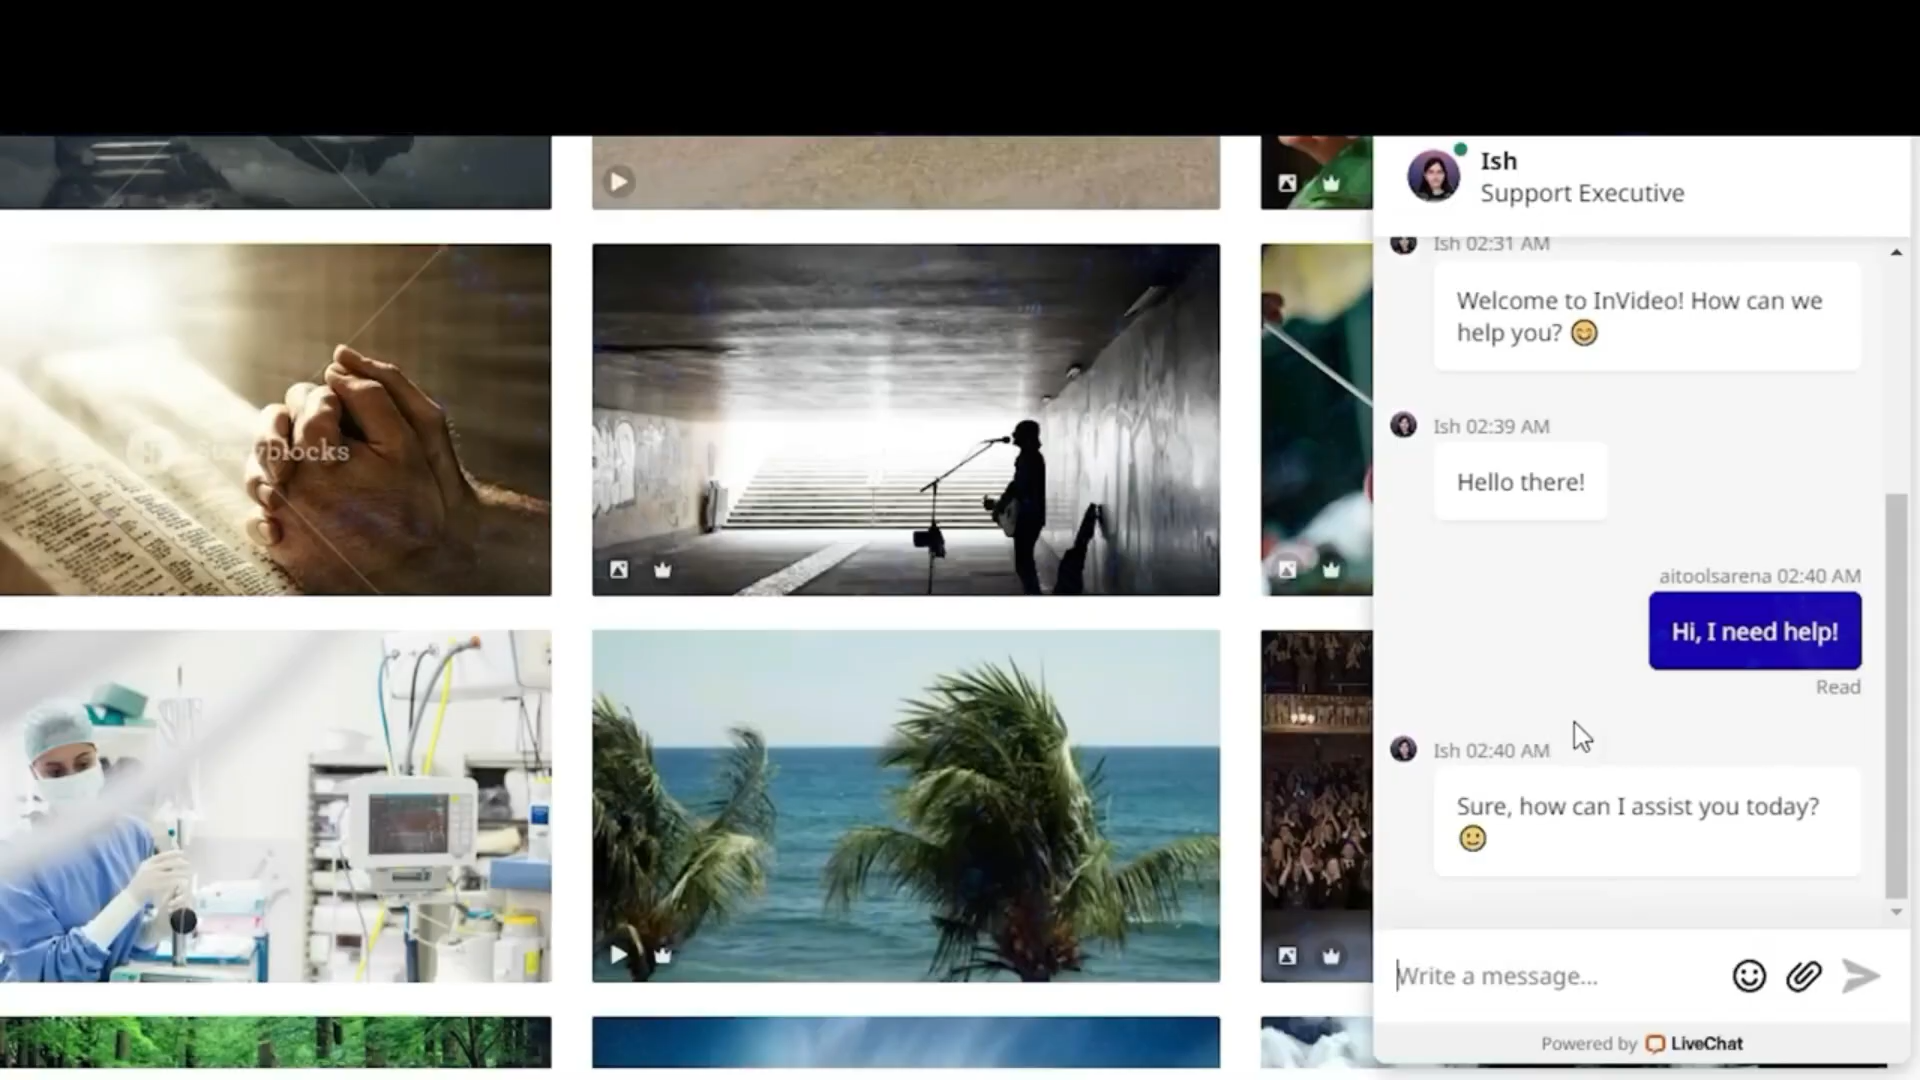 Ish
Support Executive
Ish 02:31 AM
Welcome to InVideo! How can we
help you? 😊
Ish 02:39 AM
Hello there!
aitoolsarena 02:40 AM
Hi, I need help!
Read
Ish 02:40 AM
Sure, how can I assist you today?
🙂
Write a message...
Powered by LiveChat
Storyblocks